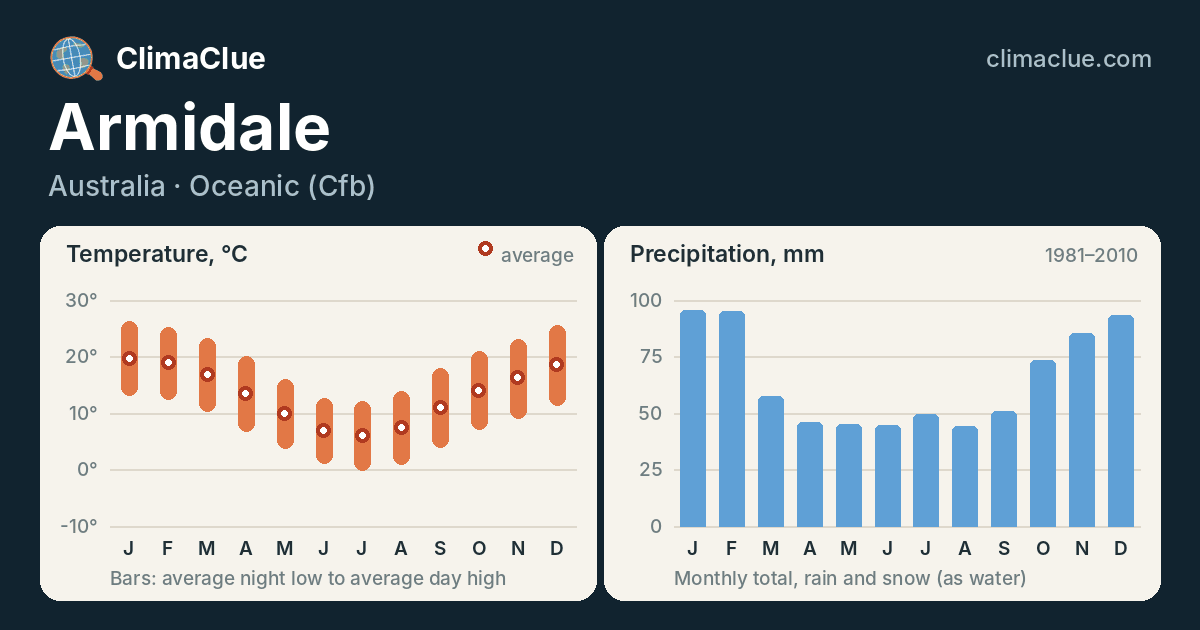 ClimaClue
climaclue.com
Armidale
Australia · Oceanic (Cfb)
Temperature, °C
average
30°
20°
10°
0°
-10°
J F M A M J J A S O N D
Bars: average night low to average day high
Precipitation, mm
1981–2010
100
75
50
25
0
J F M A M J J A S O N D
Monthly total, rain and snow (as water)